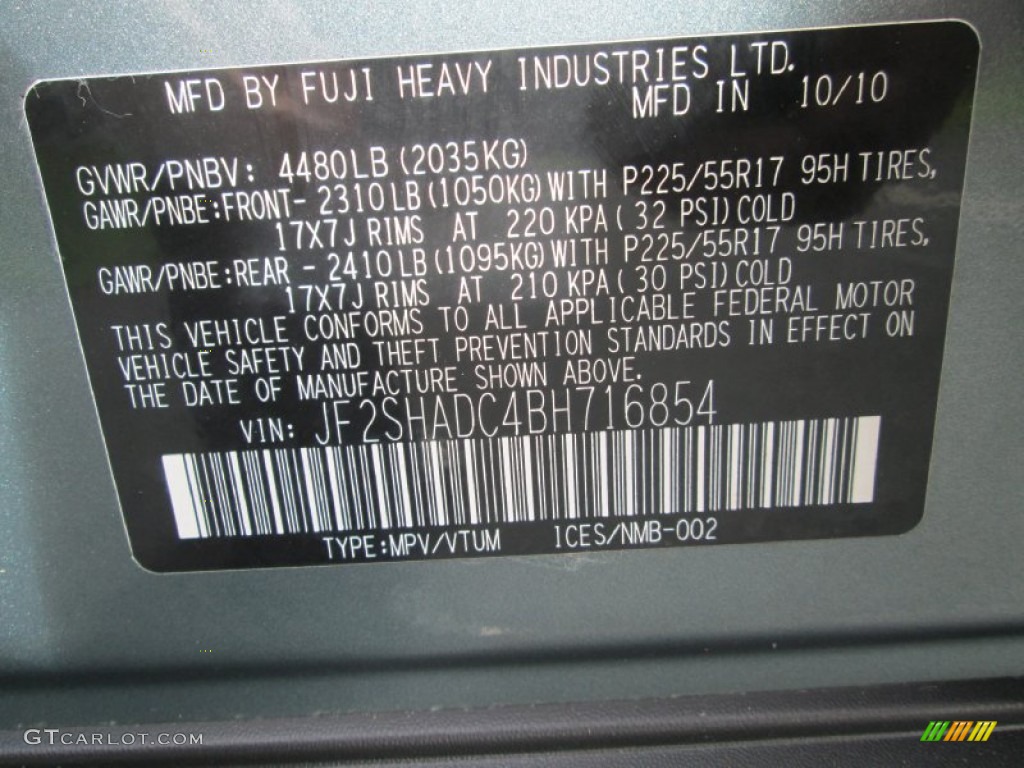 MFD BY FUJI HEAVY INDUSTRIES LTD.
MFD IN 10/10
GVWR/PNBV: 4480LB (2035KG)
GAWR/PNBE:FRONT- 2310LB(1050KG)WITH P225/55R17 95H TIRES,
17X7J RIMS AT 220 KPA( 32 PSI)COLD
GAWR/PNBE:REAR - 2410LB(1095KG)WITH P225/55R17 95H TIRES,
17X7J RIMS AT 210 KPA( 30 PSI)COLD
THIS VEHICLE CONFORMS TO ALL APPLICABLE FEDERAL MOTOR
VEHICLE SAFETY AND THEFT PREVENTION STANDARDS IN EFFECT ON
THE DATE OF MANUFACTURE SHOWN ABOVE.
VIN: JF2SHADC4BH716854
TYPE:MPV/VTUM ICES/NMB-002
GTCARLOT.COM